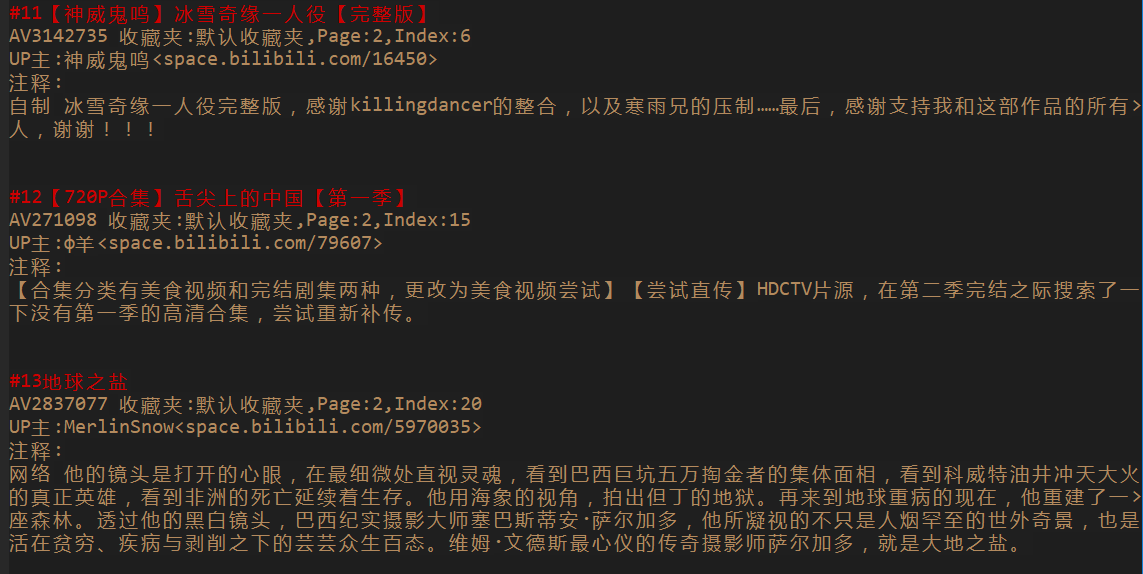 #11【神威鬼鸣】冰雪奇缘一人役【完整版】
AV3142735 收藏夹:默认收藏夹,Page:2,Index:6
UP主:神威鬼鸣<space.bilibili.com/16450>
注释:
自制 冰雪奇缘一人役完整版，感谢killingdancer的整合，以及寒雨兄的压制……最后，感谢支持我和这部作品的所有>
人，谢谢！！！
#12【720P合集】舌尖上的中国【第一季】
AV271098 收藏夹:默认收藏夹,Page:2,Index:15
UP主:φ羊<space.bilibili.com/79607>
注释:
【合集分类有美食视频和完结剧集两种，更改为美食视频尝试】【尝试直传】HDCTV片源，在第二季完结之际搜索了一
下没有第一季的高清合集，尝试重新补传。
#13地球之盐
AV2837077 收藏夹:默认收藏夹,Page:2,Index:20
UP主:MerlinSnow<space.bilibili.com/5970035>
注释:
网络 他的镜头是打开的心眼，在最细微处直视灵魂，看到巴西巨坑五万掏金者的集体面相，看到科威特油井冲天大火
的真正英雄，看到非洲的死亡延续着生存。他用海象的视角，拍出但丁的地狱。再来到地球重病的现在，他重建了一>
座森林。透过他的黑白镜头，巴西纪实摄影大师塞巴斯蒂安·萨尔加多，他所凝视的不只是人烟罕至的世外奇景，也是
活在贫穷、疾病与剥削之下的芸芸众生百态。维姆·文德斯最心仪的传奇摄影师萨尔加多，就是大地之盐。